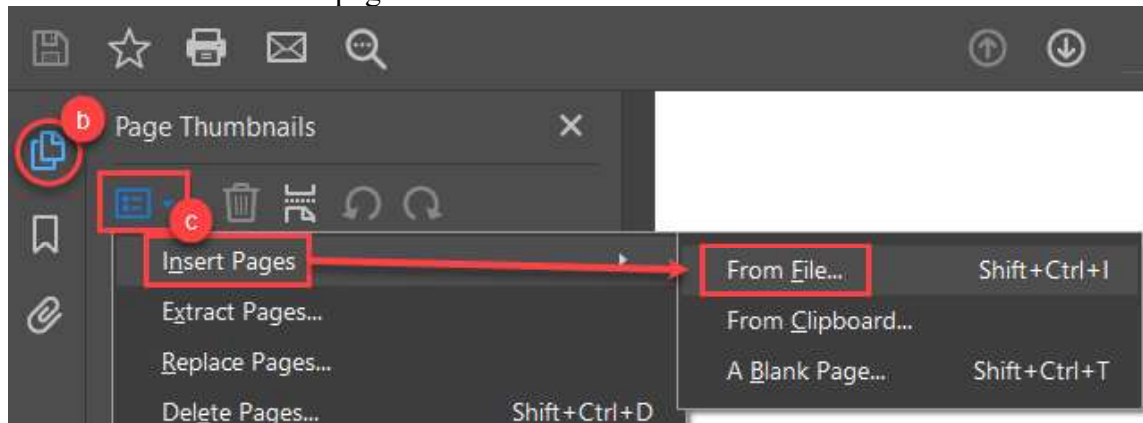 b
Page Thumbnails
c
Insert Pages
From File... Shift+Ctrl+I
Extract Pages...
From Clipboard...
Replace Pages...
A Blank Page... Shift+Ctrl+T
Delete Pages... Shift+Ctrl+D